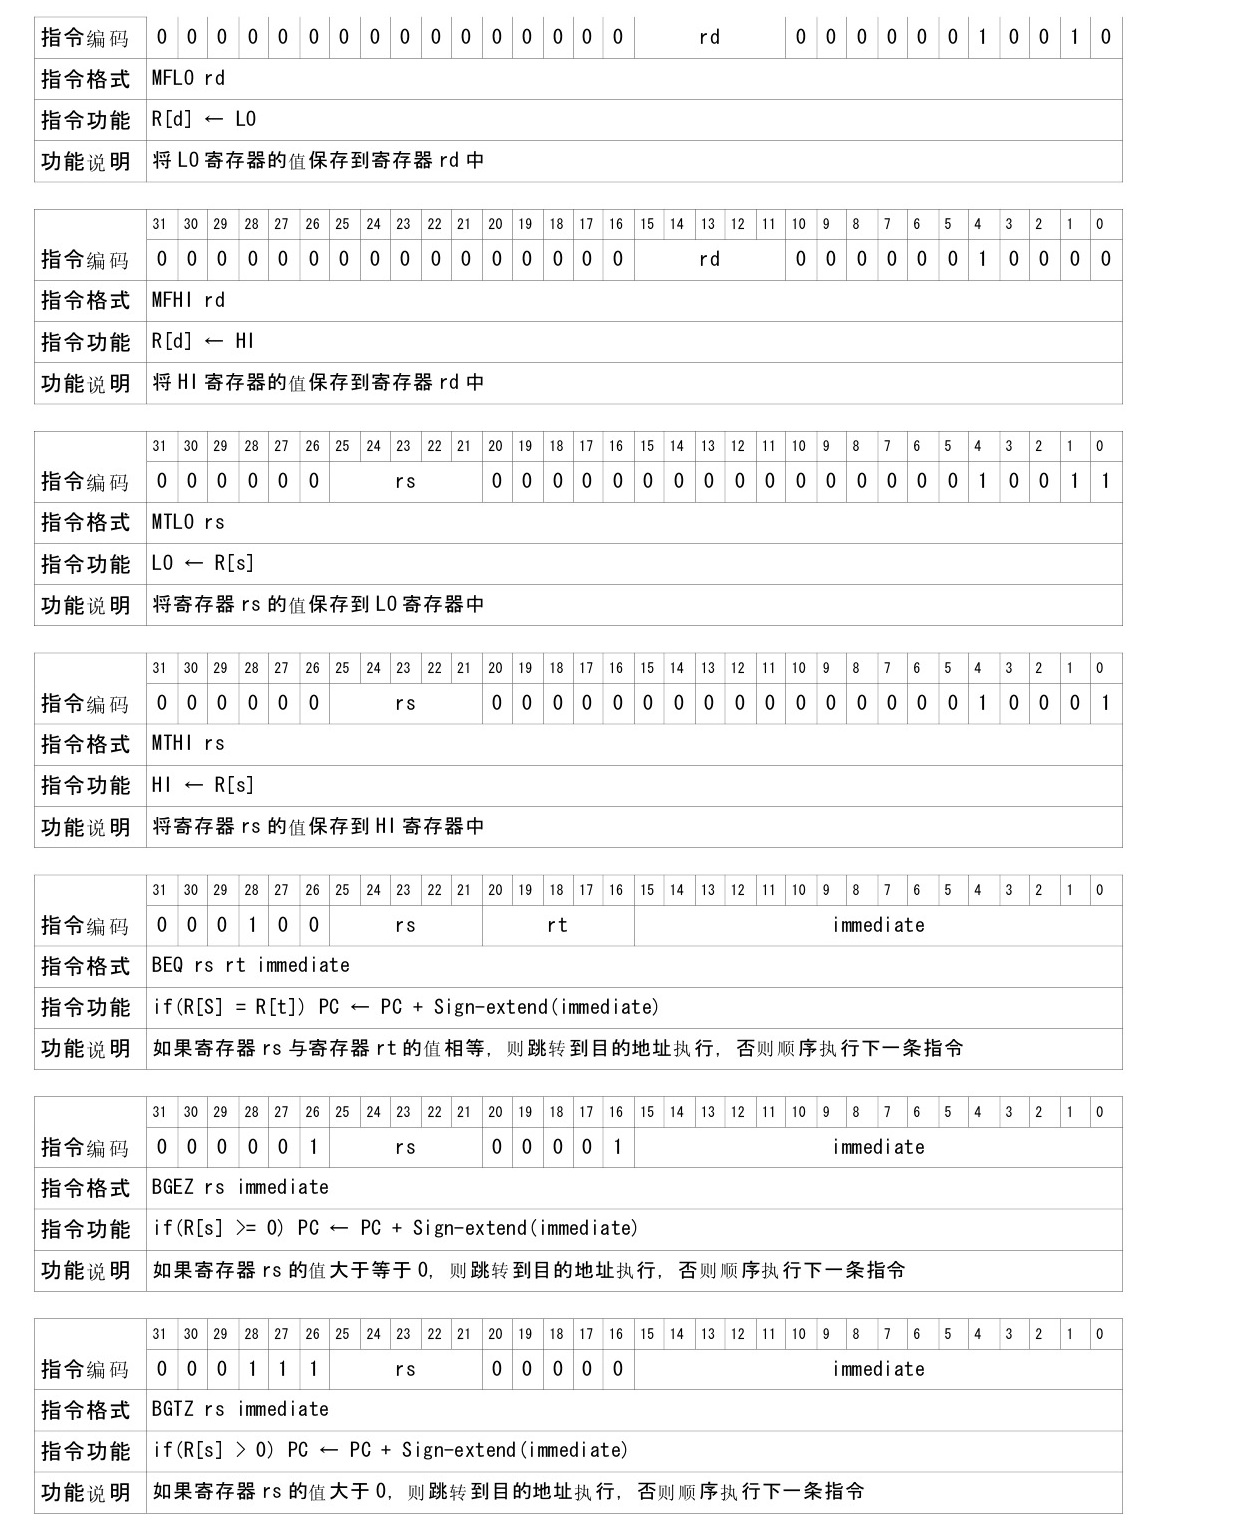 指令编码 0 0 0 0 0 0 0 0 0 0 0 0 0 0 0 0 rd 0 0 0 0 0 0 1 0 0 1 0
指令格式 MFLO rd
指令功能 R[d] ← LO
功能说明 将 LO 寄存器的值保存到寄存器 rd 中
31 30 29 28 27 26 25 24 23 22 21 20 19 18 17 16 15 14 13 12 11 10 9 8 7 6 5 4 3 2 1 0
指令编码 0 0 0 0 0 0 0 0 0 0 0 0 0 0 0 0 rd 0 0 0 0 0 0 1 0 0 0 0
指令格式 MFHI rd
指令功能 R[d] ← HI
功能说明 将 HI 寄存器的值保存到寄存器 rd 中
31 30 29 28 27 26 25 24 23 22 21 20 19 18 17 16 15 14 13 12 11 10 9 8 7 6 5 4 3 2 1 0
指令编码 0 0 0 0 0 0 rs 0 0 0 0 0 0 0 0 0 0 0 0 0 0 0 0 1 0 0 1 1
指令格式 MTLO rs
指令功能 LO ← R[s]
功能说明 将寄存器 rs 的值保存到 LO 寄存器中
31 30 29 28 27 26 25 24 23 22 21 20 19 18 17 16 15 14 13 12 11 10 9 8 7 6 5 4 3 2 1 0
指令编码 0 0 0 0 0 0 rs 0 0 0 0 0 0 0 0 0 0 0 0 0 0 0 0 1 0 0 0 1
指令格式 MTHI rs
指令功能 HI ← R[s]
功能说明 将寄存器 rs 的值保存到 HI 寄存器中
31 30 29 28 27 26 25 24 23 22 21 20 19 18 17 16 15 14 13 12 11 10 9 8 7 6 5 4 3 2 1 0
指令编码 0 0 0 1 0 0 rs rt immediate
指令格式 BEQ rs rt immediate
指令功能 if(R[S] = R[t]) PC ← PC + Sign-extend(immediate)
功能说明 如果寄存器 rs 与寄存器 rt 的值相等，则跳转到目的地址执行，否则顺序执行下一条指令
31 30 29 28 27 26 25 24 23 22 21 20 19 18 17 16 15 14 13 12 11 10 9 8 7 6 5 4 3 2 1 0
指令编码 0 0 0 0 0 1 rs 0 0 0 0 1 immediate
指令格式 BGEZ rs immediate
指令功能 if(R[s] >= 0) PC ← PC + Sign-extend(immediate)
功能说明 如果寄存器 rs 的值大于等于 0，则跳转到目的地址执行，否则顺序执行下一条指令
31 30 29 28 27 26 25 24 23 22 21 20 19 18 17 16 15 14 13 12 11 10 9 8 7 6 5 4 3 2 1 0
指令编码 0 0 0 1 1 1 rs 0 0 0 0 0 immediate
指令格式 BGTZ rs immediate
指令功能 if(R[s] > 0) PC ← PC + Sign-extend(immediate)
功能说明 如果寄存器 rs 的值大于 0，则跳转到目的地址执行，否则顺序执行下一条指令